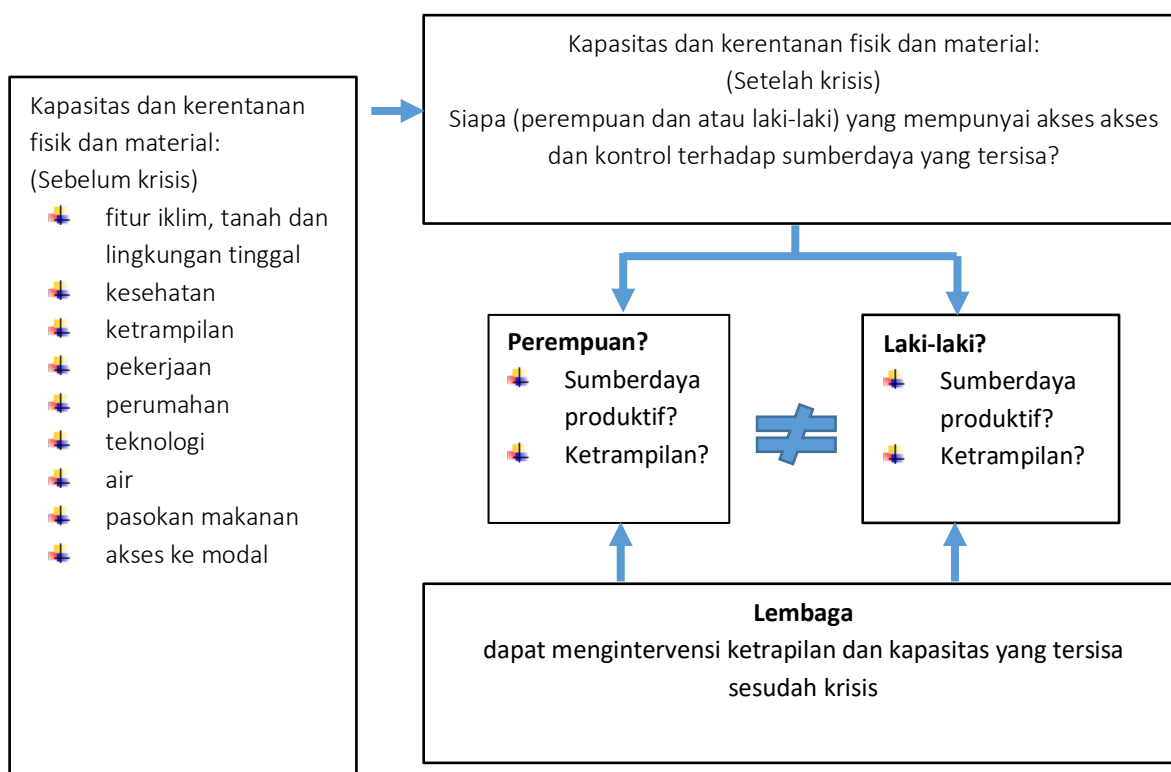 Kapasitas dan kerentanan
fisik dan material:
(Sebelum krisis)
fitur iklim, tanah dan
lingkungan tinggal
kesehatan
ketrampilan
pekerjaan
perumahan
teknologi
air
pasokan makanan
akses ke modal
Kapasitas dan kerentanan fisik dan material:
(Setelah krisis)
Siapa (perempuan dan atau laki-laki) yang mempunyai akses akses
dan kontrol terhadap sumberdaya yang tersisa?
Perempuan?
Sumberdaya
produktif?
Ketrampilan?
Laki-laki?
Sumberdaya
produktif?
Ketrampilan?
Lembaga
dapat mengintervensi ketrapilan dan kapasitas yang tersisa
sesudah krisis